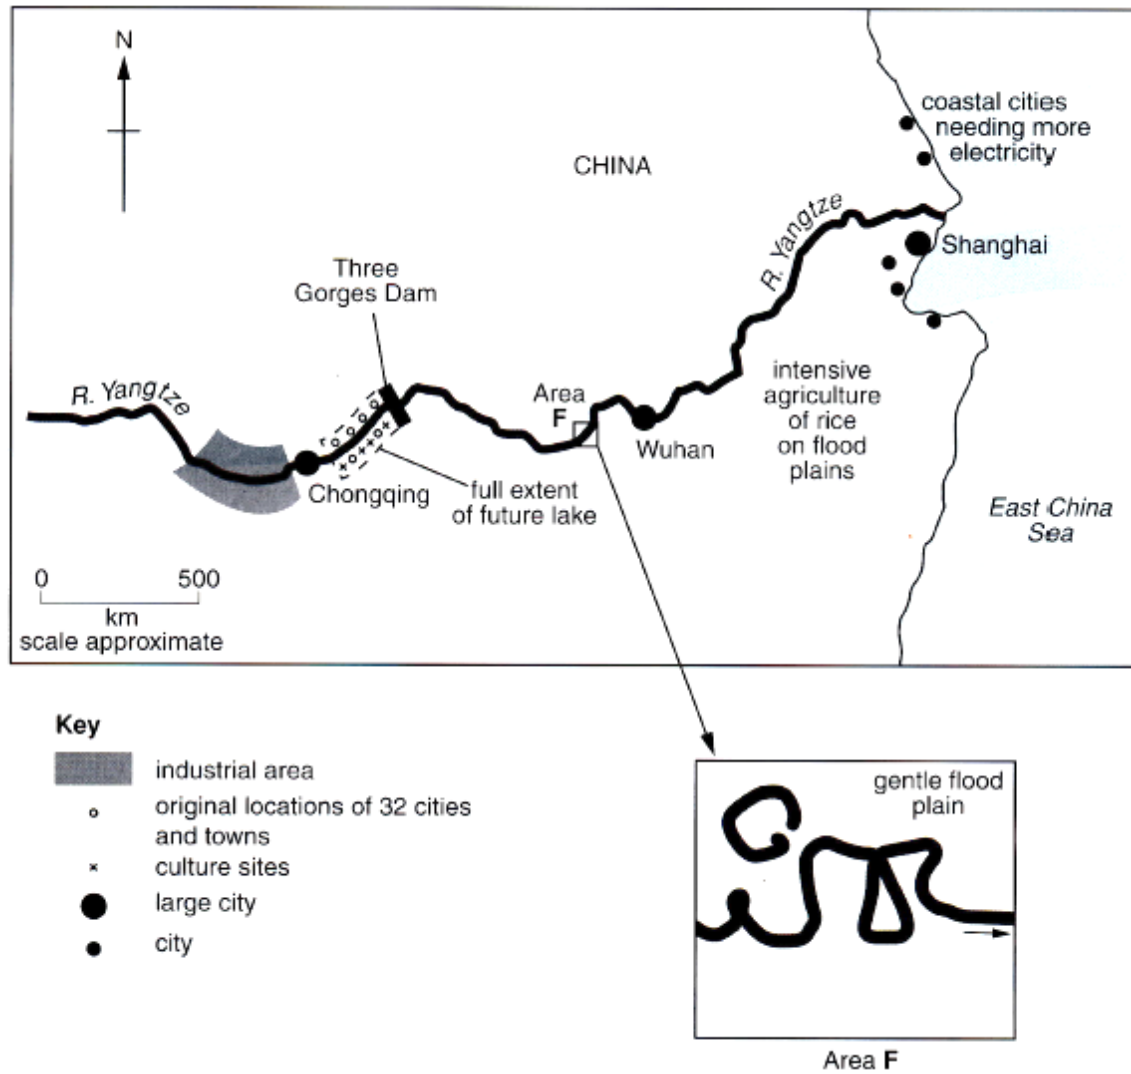 N
coastal cities
needing more
electricity
CHINA
R. Yangtze
Shanghai
Three
Gorges Dam
R. Yangtze
Area
F
intensive
agriculture
of rice
on flood
plains
Wuhan
Chongqing
full extent
of future lake
East China
Sea
0 500
km
scale approximate
Key
industrial area
original locations of 32 cities
and towns
culture sites
large city
city
gentle flood
plain
Area F